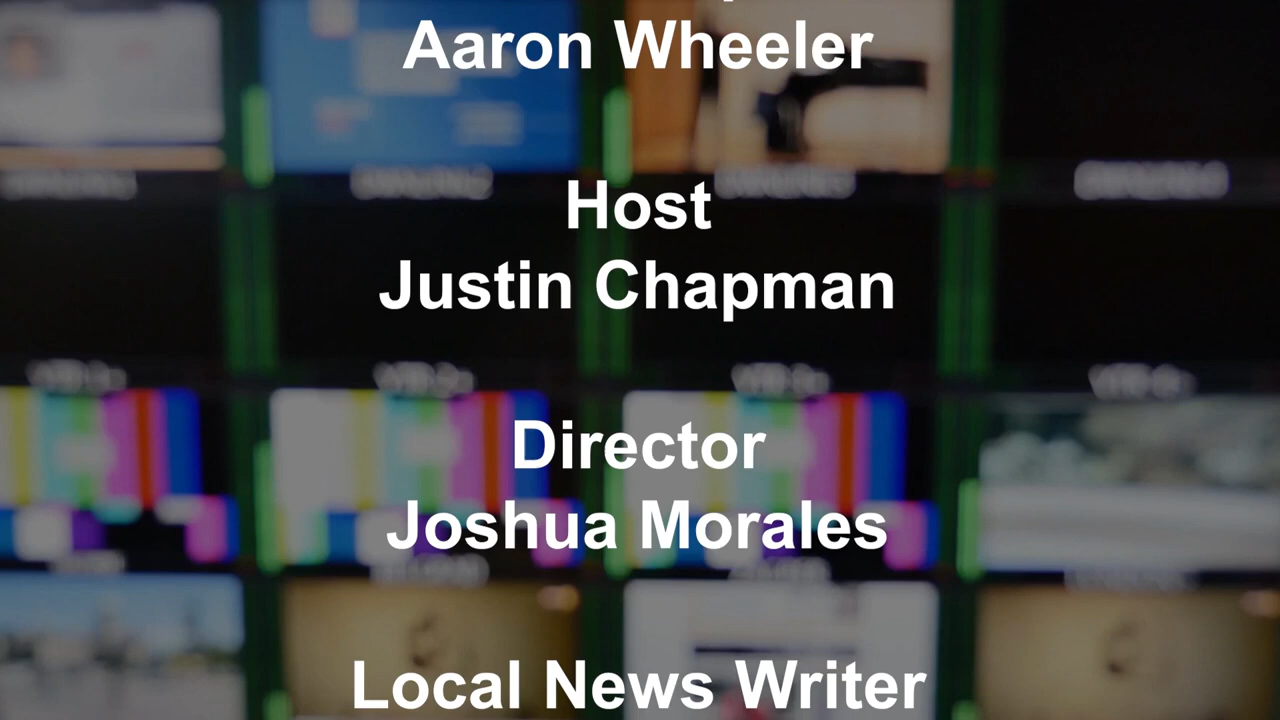 Aaron Wheeler
Host
Justin Chapman
Director
Joshua Morales
Local News Writer